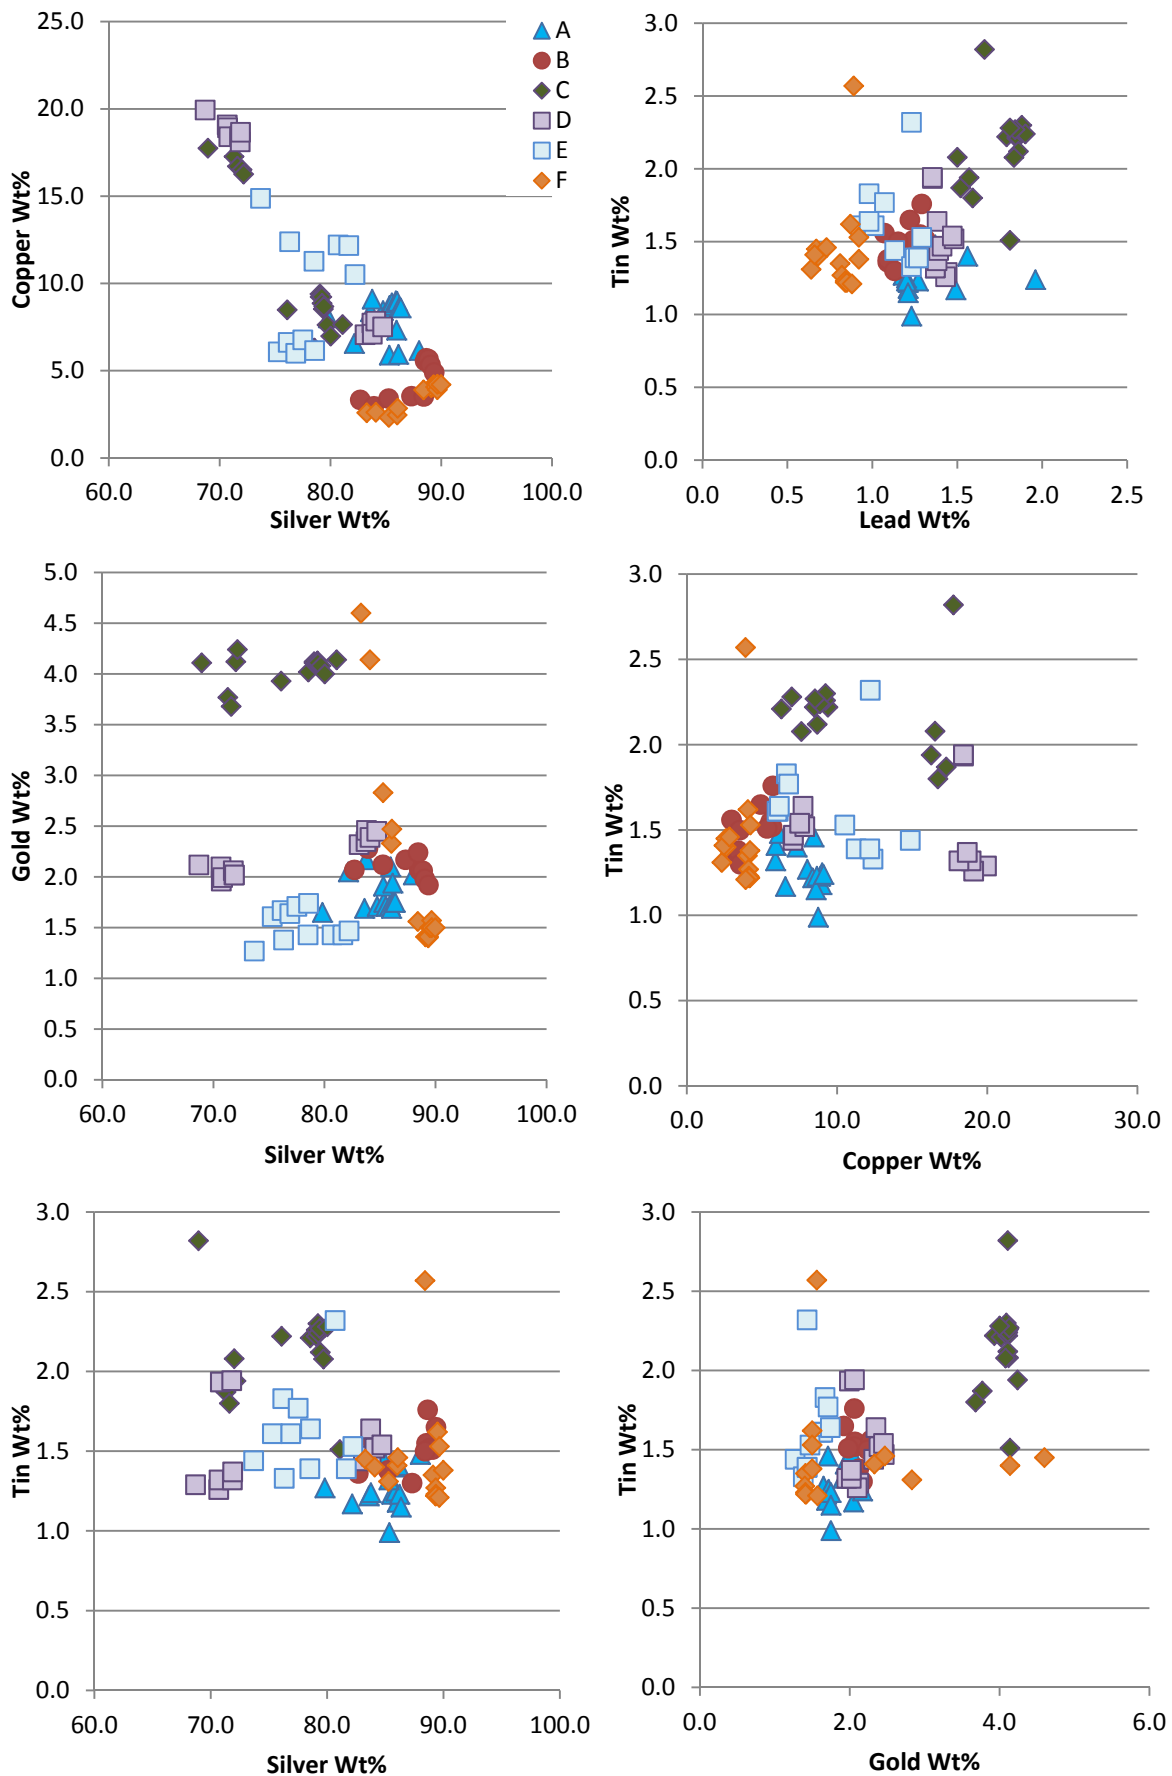 25.0
20.0
15.0
10.0
5.0
0.0
60.0 70.0 80.0 90.0 100.0
Copper Wt%
Silver Wt%
A
B
C
D
E
F
3.0
2.5
2.0
1.5
1.0
0.5
0.0
0.0 0.5 1.0 1.5 2.0 2.5
Tin Wt%
Lead Wt%
5.0
4.5
4.0
3.5
3.0
2.5
2.0
1.5
1.0
0.5
0.0
60.0 70.0 80.0 90.0 100.0
Gold Wt%
Silver Wt%
3.0
2.5
2.0
1.5
1.0
0.5
0.0
0.0 10.0 20.0 30.0
Tin Wt%
Copper Wt%
3.0
2.5
2.0
1.5
1.0
0.5
0.0
60.0 70.0 80.0 90.0 100.0
Tin Wt%
Silver Wt%
3.0
2.5
2.0
1.5
1.0
0.5
0.0
0.0 2.0 4.0 6.0
Tin Wt%
Gold Wt%